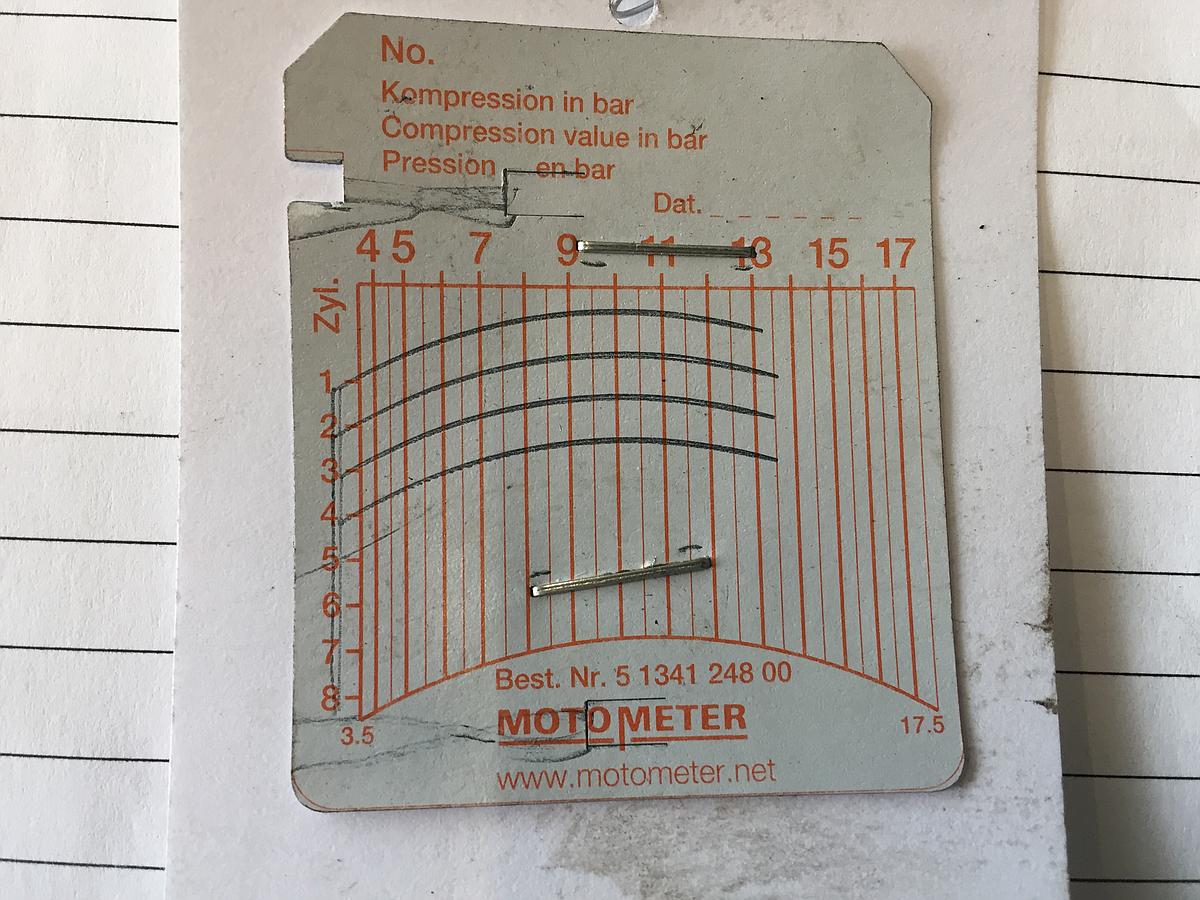 No.
Kompression in bar
Compression value in bar
Pression en bar
Dat. _ _ _ _ _ _
4 5 7 9 11 13 15 17
Zyl.
1
2
3
4
5
6
7
8
3.5
17.5
Best. Nr. 5 1341 248 00
MOTOMETER
www.motometer.net